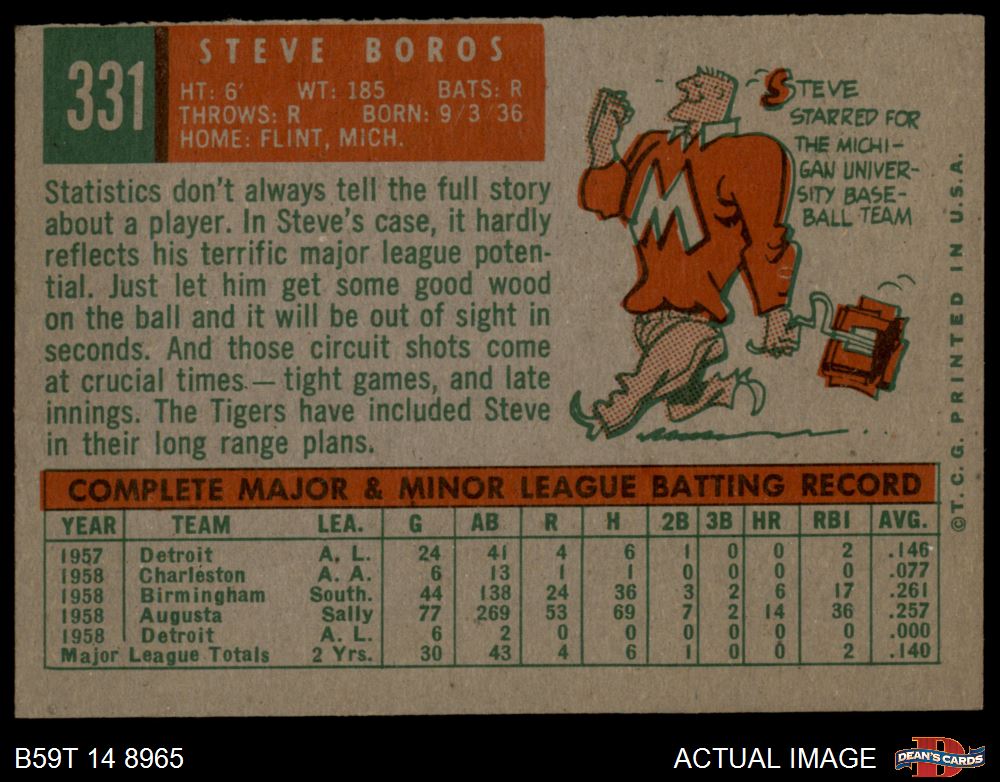 331
STEVE BOROS
HT: 6' WT: 185 BATS: R
THROWS: R BORN: 9/3/36
HOME: FLINT, MICH.
Statistics don't always tell the full story
about a player. In Steve's case, it hardly
reflects his terrific major league poten-
tial. Just let him get some good wood
on the ball and it will be out of sight in
seconds. And those circuit shots come
at crucial times — tight games, and late
innings. The Tigers have included Steve
in their long range plans.
M
STEVE
STARRED FOR
THE MICHI-
GAN UNIVER-
SITY BASE-
BALL TEAM
©T. C. G. PRINTED IN U.S.A.
COMPLETE MAJOR & MINOR LEAGUE BATTING RECORD
YEAR TEAM LEA. G AB R H 2B 3B HR RBI AVG.
1957 Detroit A. L. 24 41 4 6 1 0 0 2 .146
1958 Charleston A. A. 6 13 1 1 0 0 0 0 .077
1958 Birmingham South. 44 138 24 36 3 2 6 17 .261
1958 Augusta Sally 77 269 53 69 7 2 14 36 .257
1958 Detroit A. L. 6 2 0 0 0 0 0 0 .000
Major League Totals 2 Yrs. 30 43 4 6 1 0 0 2 .140
B59T 14 8965
ACTUAL IMAGE
D
DEAN'S CARDS